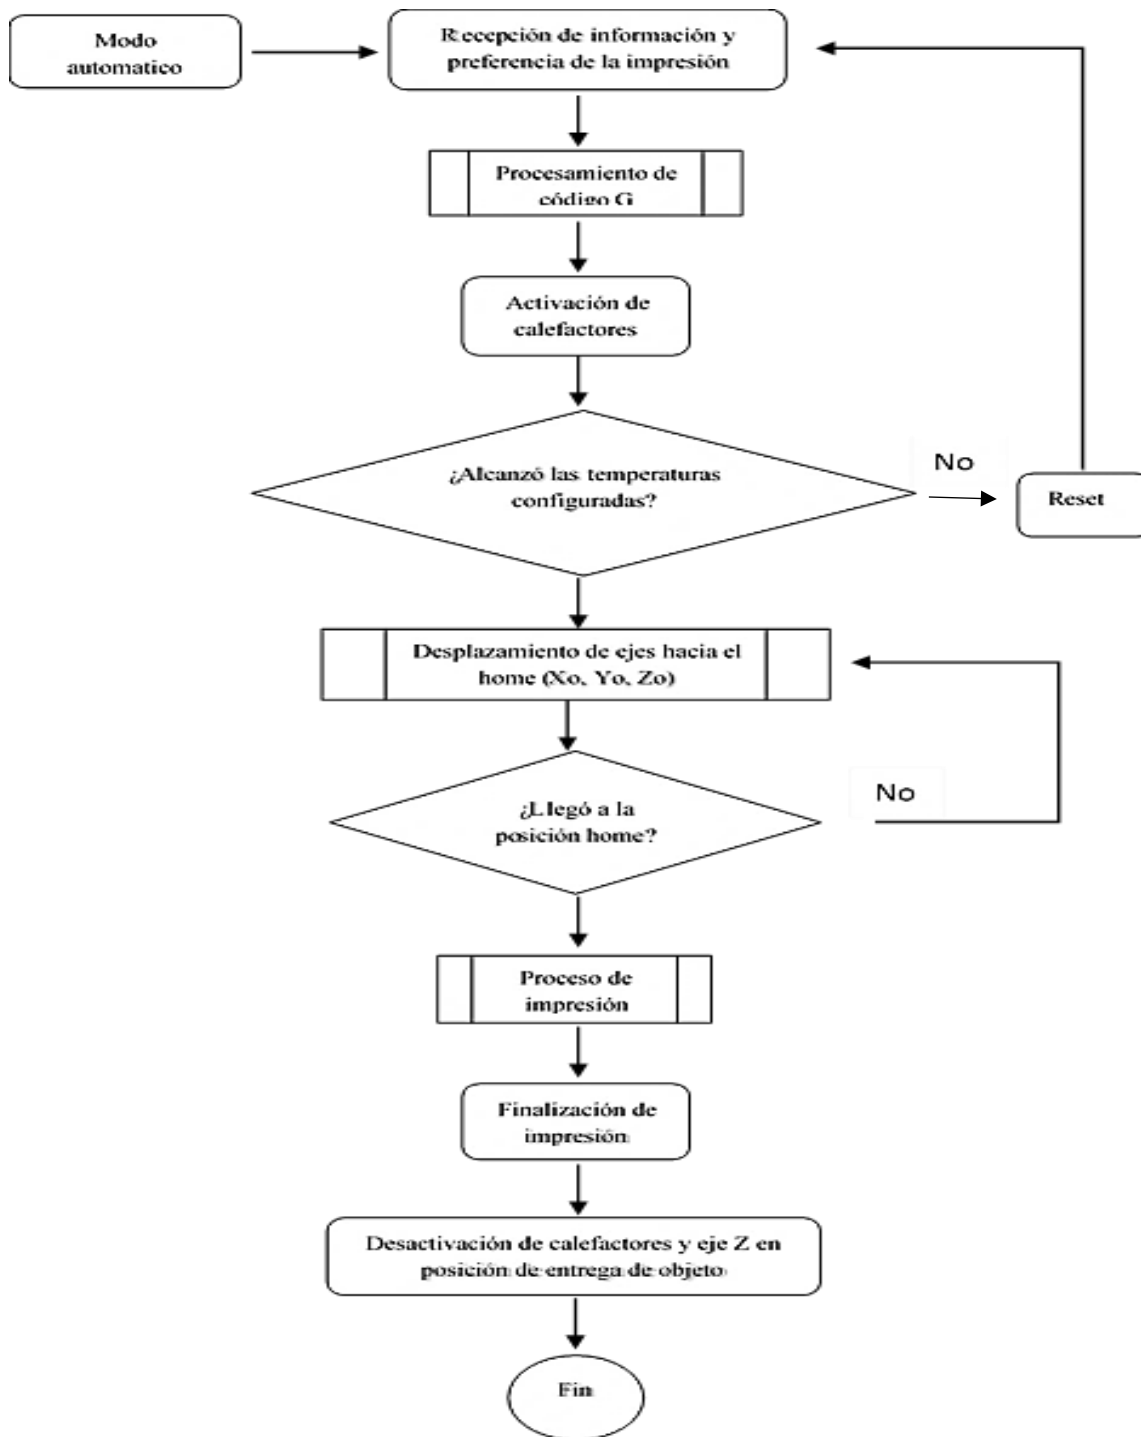 Modo
automatico
Recepción de información y
preferencia de la impresión
Procesamiento de
código G
Activación de
calefactores
¿Alcanzó las temperaturas
configuradas?
No
Reset
Desplazamiento de ejes hacia el
home (Xo, Yo, Zo)
¿Llegó a la
posición home?
No
Proceso de
impresión
Finalización de
impresión
Desactivación de calefactores y eje Z en
posición de entrega de objeto
Fin